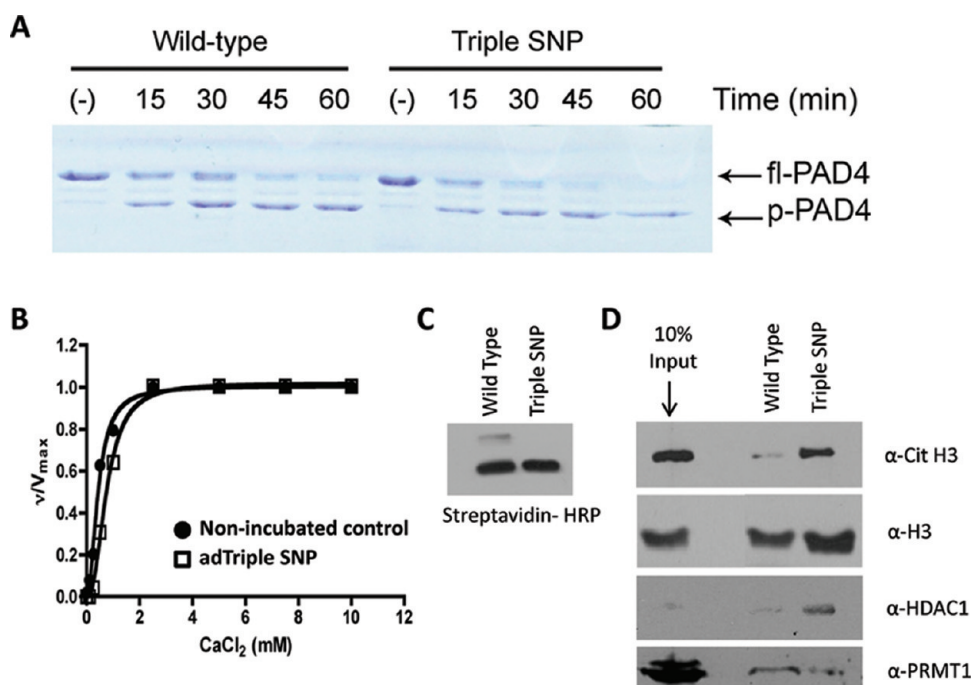 A
Wild-type Triple SNP
(-) 15 30 45 60 (-) 15 30 45 60 Time (min)
fl-PAD4
p-PAD4
B
1.2
1.0
0.8
0.6
0.4
0.2
0.0
0 2 4 6 8 10 12
ν/Vmax
CaCl2 (mM)
Non-incubated control
adTriple SNP
C
Wild Type
Triple SNP
Streptavidin- HRP
D
10%
Input
Wild Type
Triple SNP
α-Cit H3
α-H3
α-HDAC1
α-PRMT1